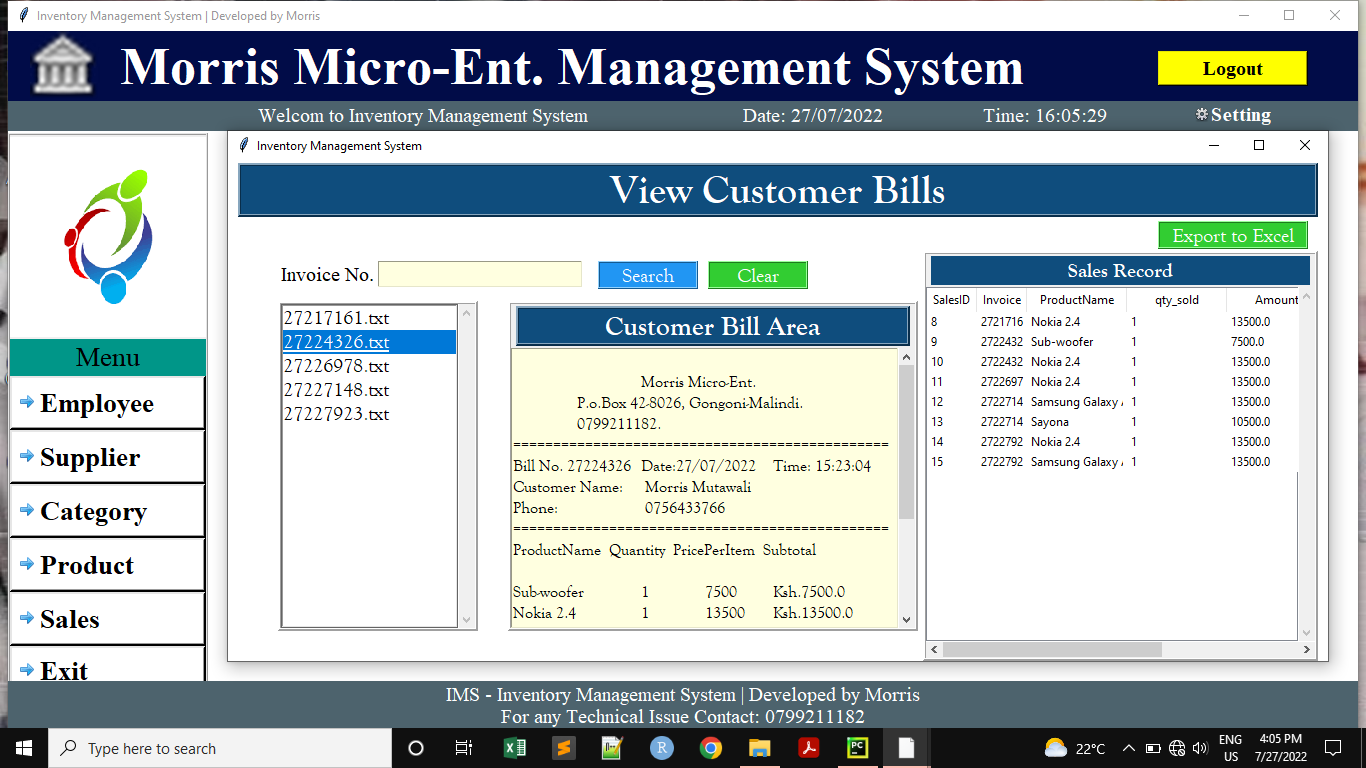 Inventory Management System | Developed by Morris
Morris Micro-Ent. Management System
Logout
Welcom to Inventory Management System Date: 27/07/2022 Time: 16:05:29 Setting
Inventory Management System
View Customer Bills
Export to Excel
Invoice No. Search Clear
27217161.txt
27224326.txt
27226978.txt
27227148.txt
27227923.txt
Customer Bill Area
Morris Micro-Ent.
P.o.Box 42-8026, Gongoni-Malindi.
0799211182.
===============================================
Bill No. 27224326 Date:27/07/2022 Time: 15:23:04
Customer Name: Morris Mutawali
Phone: 0756433766
===============================================
ProductName Quantity PricePerItem Subtotal
Sub-woofer 1 7500 Ksh.7500.0
Nokia 2.4 1 13500 Ksh.13500.0
Sales Record
SalesID Invoice ProductName qty_sold Amount
8 2721716 Nokia 2.4 1 13500.0
9 2722432 Sub-woofer 1 7500.0
10 2722432 Nokia 2.4 1 13500.0
11 2722697 Nokia 2.4 1 13500.0
12 2722714 Samsung Galaxy 1 13500.0
13 2722714 Sayona 1 10500.0
14 2722792 Nokia 2.4 1 13500.0
15 2722792 Samsung Galaxy 1 13500.0
Menu
Employee
Supplier
Category
Product
Sales
Exit
IMS - Inventory Management System | Developed by Morris
For any Technical Issue Contact: 0799211182
Type here to search
22°C
ENG
US
4:05 PM
7/27/2022